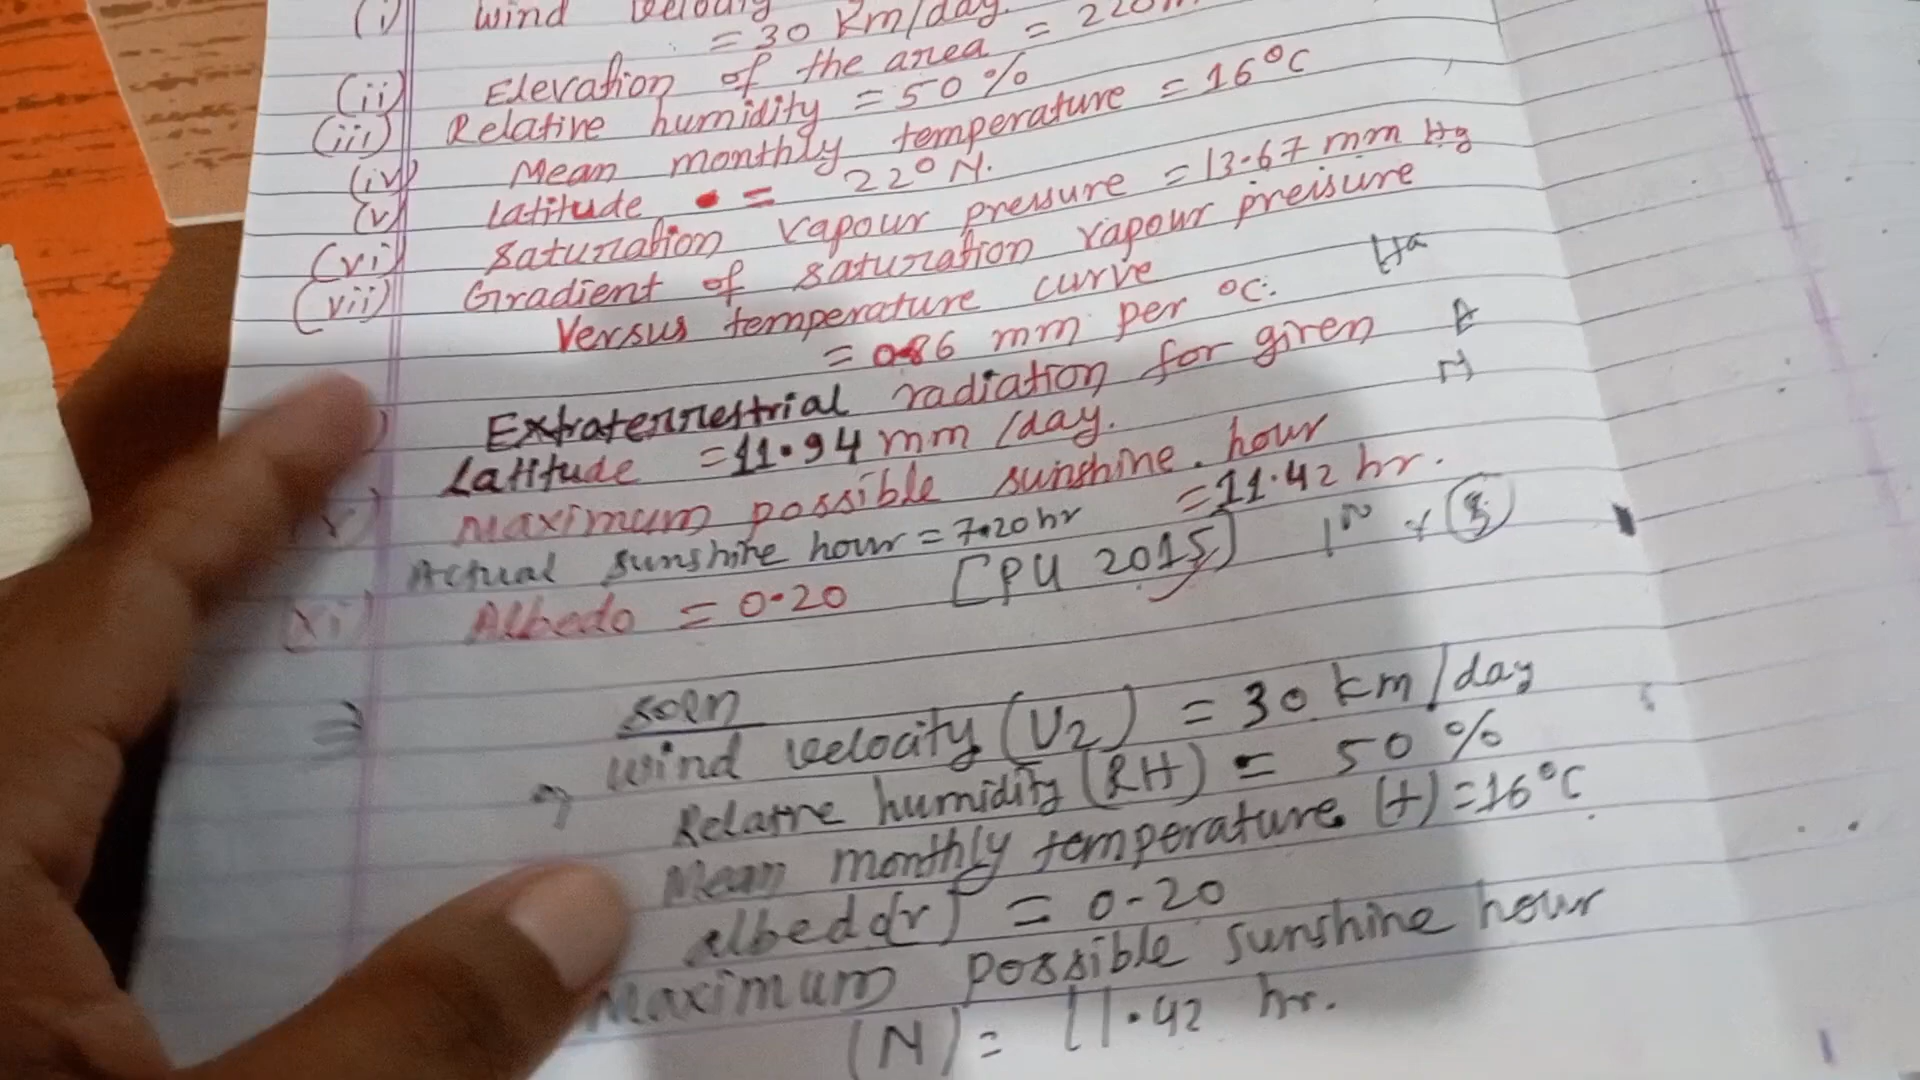 (i) wind velocity
= 30 Km/day.
(ii) Elevation of the area = 220
(iii) Relative humidity = 50%
(iv) Mean monthly temperature = 16°C
(v) latitude = 22° N.
(vi) saturation vapour pressure = 13.67 mm Hg
(vii) Gradient of saturation vapour preisure
Versus temperature curve
= 0.86 mm per °C.
Ha
Extraterrestrial radiation for given A
Latitude = 11.94 mm /day. N
Maximum possible sunshine. hour
= 11.42 hr.
Actual sunshine hour = 7.20 hr
(xi) Albedo = 0.20 [CPU 2015]
⇒ soln
⇒ wind velocity (U2) = 30 km/day
Relative humidity (RH) = 50%
Mean monthly temperature (t) = 16°C
albedo(r) = 0.20
Maximum possible sunshine hour
(N) = 11.42 hr.